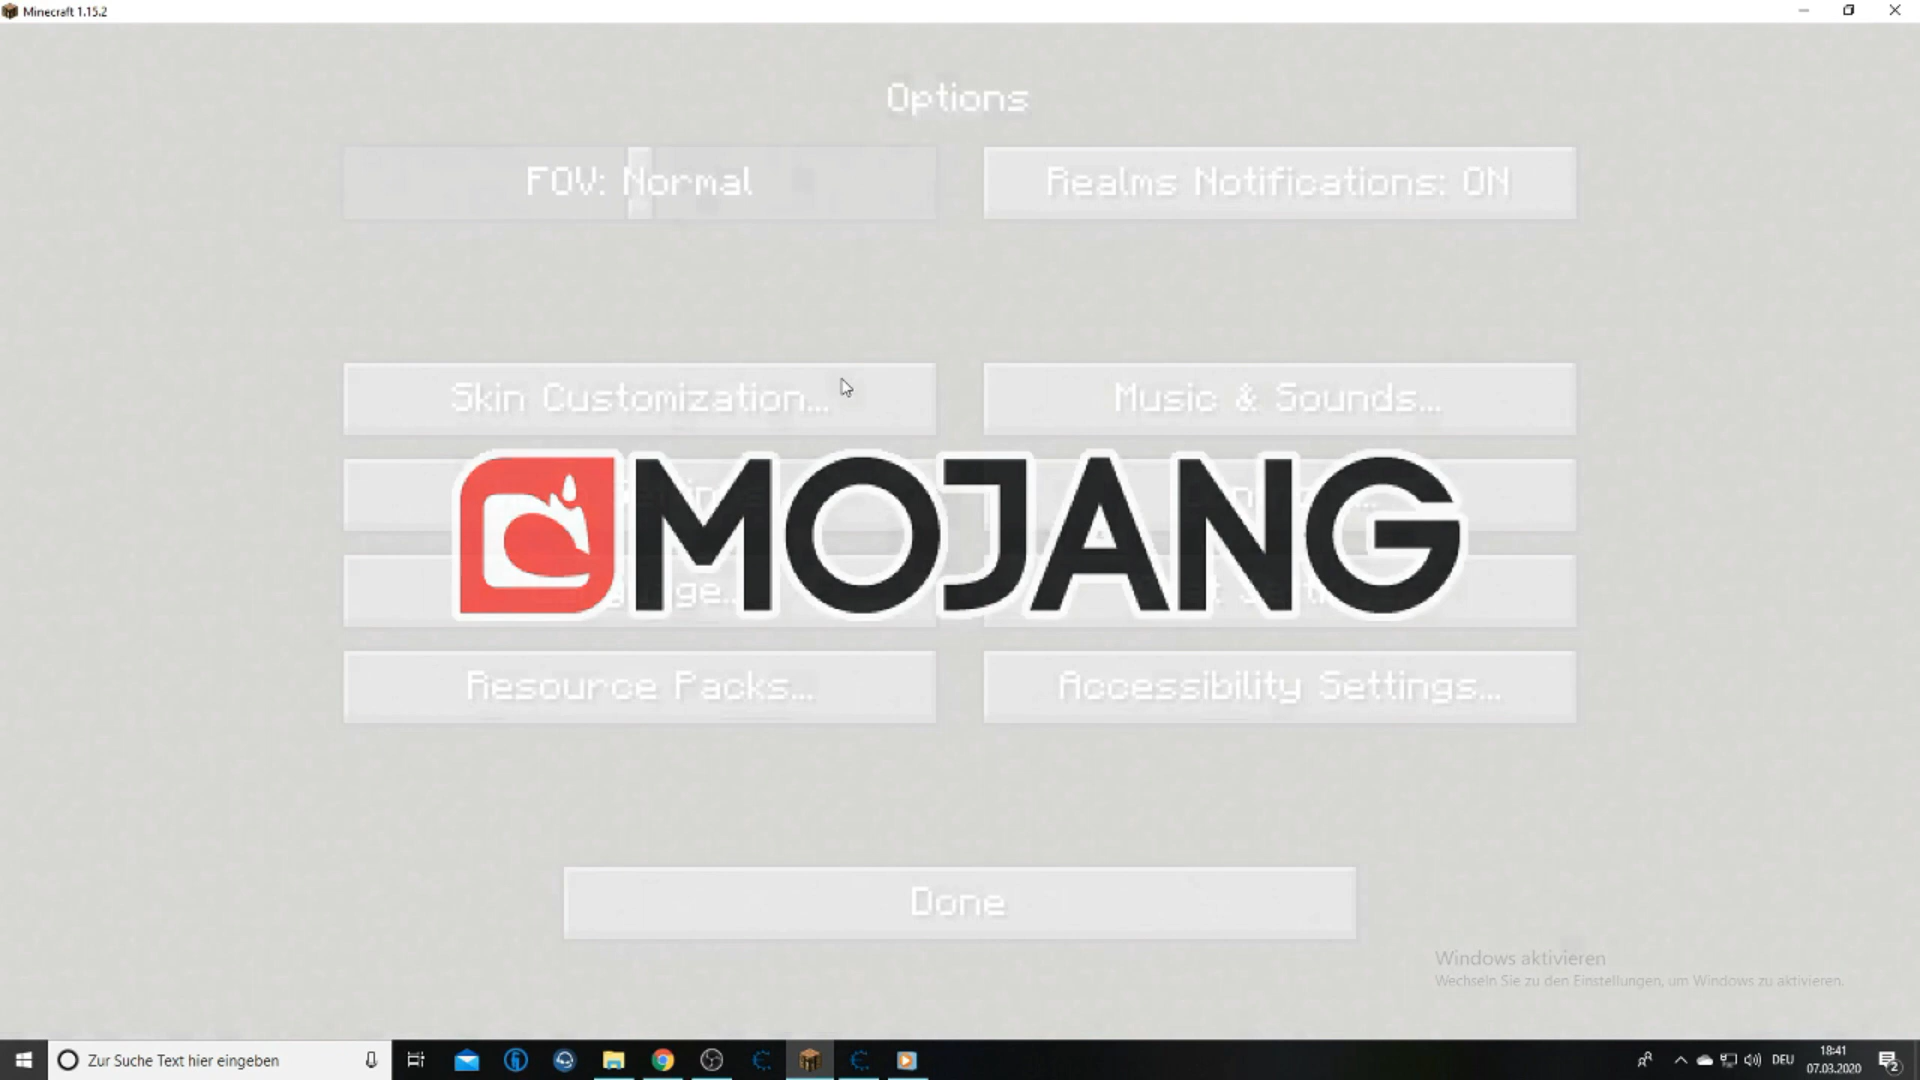 Minecraft 1.15.2
Options
FOV: Normal
Realms Notifications: ON
Skin Customization...
Music & Sounds...
MOJANG
Resource Packs...
Accessibility Settings...
Done
Windows aktivieren
Wechseln Sie zu den Einstellungen, um Windows zu aktivieren.
Zur Suche Text hier eingeben
DEU
18:41
07.03.2020
2